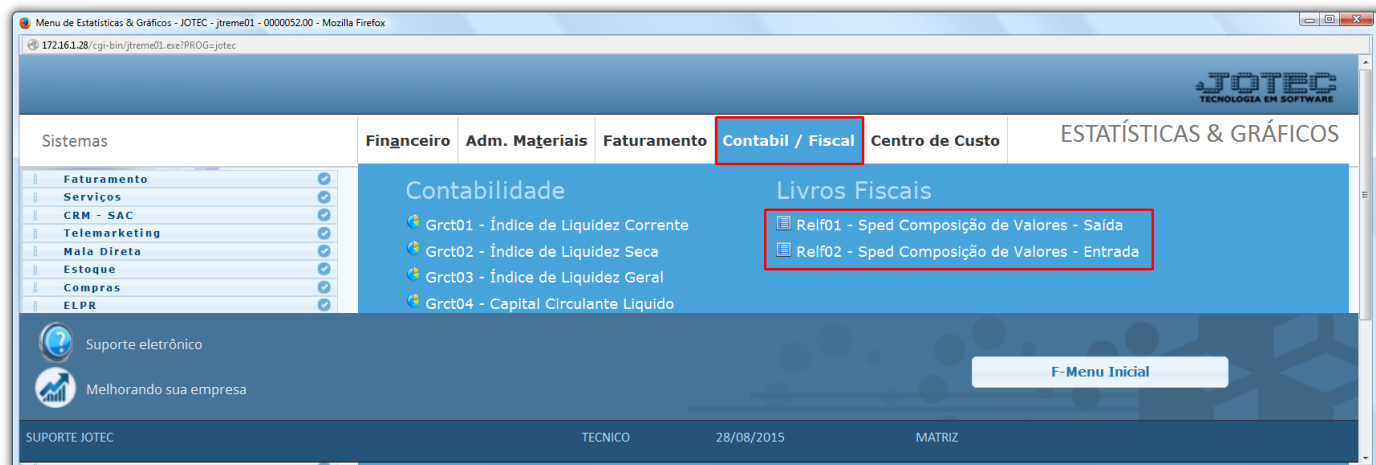 Menu de Estatísticas & Gráficos - JOTEC - jtreme01 - 0000052.00 - Mozilla Firefox
172.16.1.28/cgi-bin/jtreme01.exe?PROG=jotec
JOTEC
TECNOLOGIA EM SOFTWARE
Sistemas
Financeiro Adm. Materiais Faturamento Contabil / Fiscal Centro de Custo
ESTATÍSTICAS & GRÁFICOS
Faturamento
Serviços
CRM - SAC
Telemarketing
Mala Direta
Estoque
Compras
ELPR
Contabilidade
Grct01 - Índice de Liquidez Corrente
Grct02 - Índice de Liquidez Seca
Grct03 - Índice de Liquidez Geral
Grct04 - Capital Circulante Liquido
Livros Fiscais
Relf01 - Sped Composição de Valores - Saída
Relf02 - Sped Composição de Valores - Entrada
Suporte eletrônico
Melhorando sua empresa
F-Menu Inicial
SUPORTE JOTEC TECNICO 28/08/2015 MATRIZ